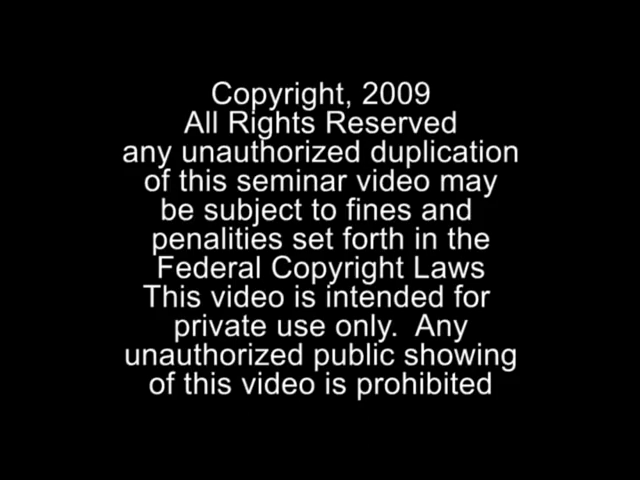 Copyright, 2009
All Rights Reserved
any unauthorized duplication
of this seminar video may
be subject to fines and
penalities set forth in the
Federal Copyright Laws
This video is intended for
private use only.  Any
unauthorized public showing
of this video is prohibited